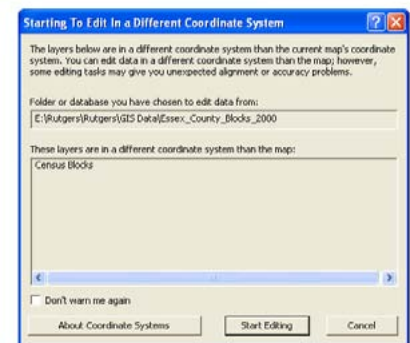 Starting To Edit In a Different Coordinate System
The layers below are in a different coordinate system than the current map's coordinate
system. You can edit data in a different coordinate system than the map; however,
some editing tasks may give you unexpected alignment or accuracy problems.
Folder or database you have chosen to edit data from:
E:\Rutgers\Rutgers\GIS Data\Essex_County_Blocks_2000
These layers are in a different coordinate system than the map:
Census Blocks
Don't warn me again
About Coordinate Systems
Start Editing
Cancel